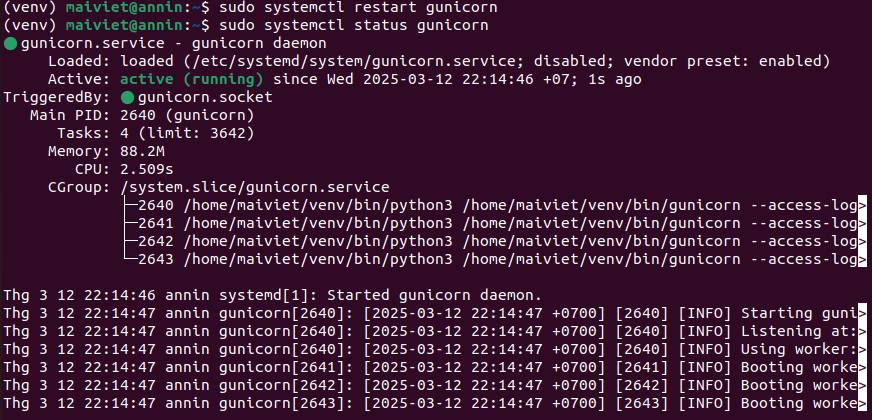 (venv) maiviet@annin:~$ sudo systemctl restart gunicorn
(venv) maiviet@annin:~$ sudo systemctl status gunicorn
● gunicorn.service - gunicorn daemon
     Loaded: loaded (/etc/systemd/system/gunicorn.service; disabled; vendor preset: enabled)
     Active: active (running) since Wed 2025-03-12 22:14:46 +07; 1s ago
TriggeredBy: ● gunicorn.socket
   Main PID: 2640 (gunicorn)
      Tasks: 4 (limit: 3642)
     Memory: 88.2M
        CPU: 2.509s
     CGroup: /system.slice/gunicorn.service
             ├─2640 /home/maiviet/venv/bin/python3 /home/maiviet/venv/bin/gunicorn --access-log>
             ├─2641 /home/maiviet/venv/bin/python3 /home/maiviet/venv/bin/gunicorn --access-log>
             ├─2642 /home/maiviet/venv/bin/python3 /home/maiviet/venv/bin/gunicorn --access-log>
             └─2643 /home/maiviet/venv/bin/python3 /home/maiviet/venv/bin/gunicorn --access-log>

Thg 3 12 22:14:46 annin systemd[1]: Started gunicorn daemon.
Thg 3 12 22:14:47 annin gunicorn[2640]: [2025-03-12 22:14:47 +0700] [2640] [INFO] Starting guni>
Thg 3 12 22:14:47 annin gunicorn[2640]: [2025-03-12 22:14:47 +0700] [2640] [INFO] Listening at:>
Thg 3 12 22:14:47 annin gunicorn[2640]: [2025-03-12 22:14:47 +0700] [2640] [INFO] Using worker:>
Thg 3 12 22:14:47 annin gunicorn[2641]: [2025-03-12 22:14:47 +0700] [2641] [INFO] Booting worke>
Thg 3 12 22:14:47 annin gunicorn[2642]: [2025-03-12 22:14:47 +0700] [2642] [INFO] Booting worke>
Thg 3 12 22:14:47 annin gunicorn[2643]: [2025-03-12 22:14:47 +0700] [2643] [INFO] Booting worke>